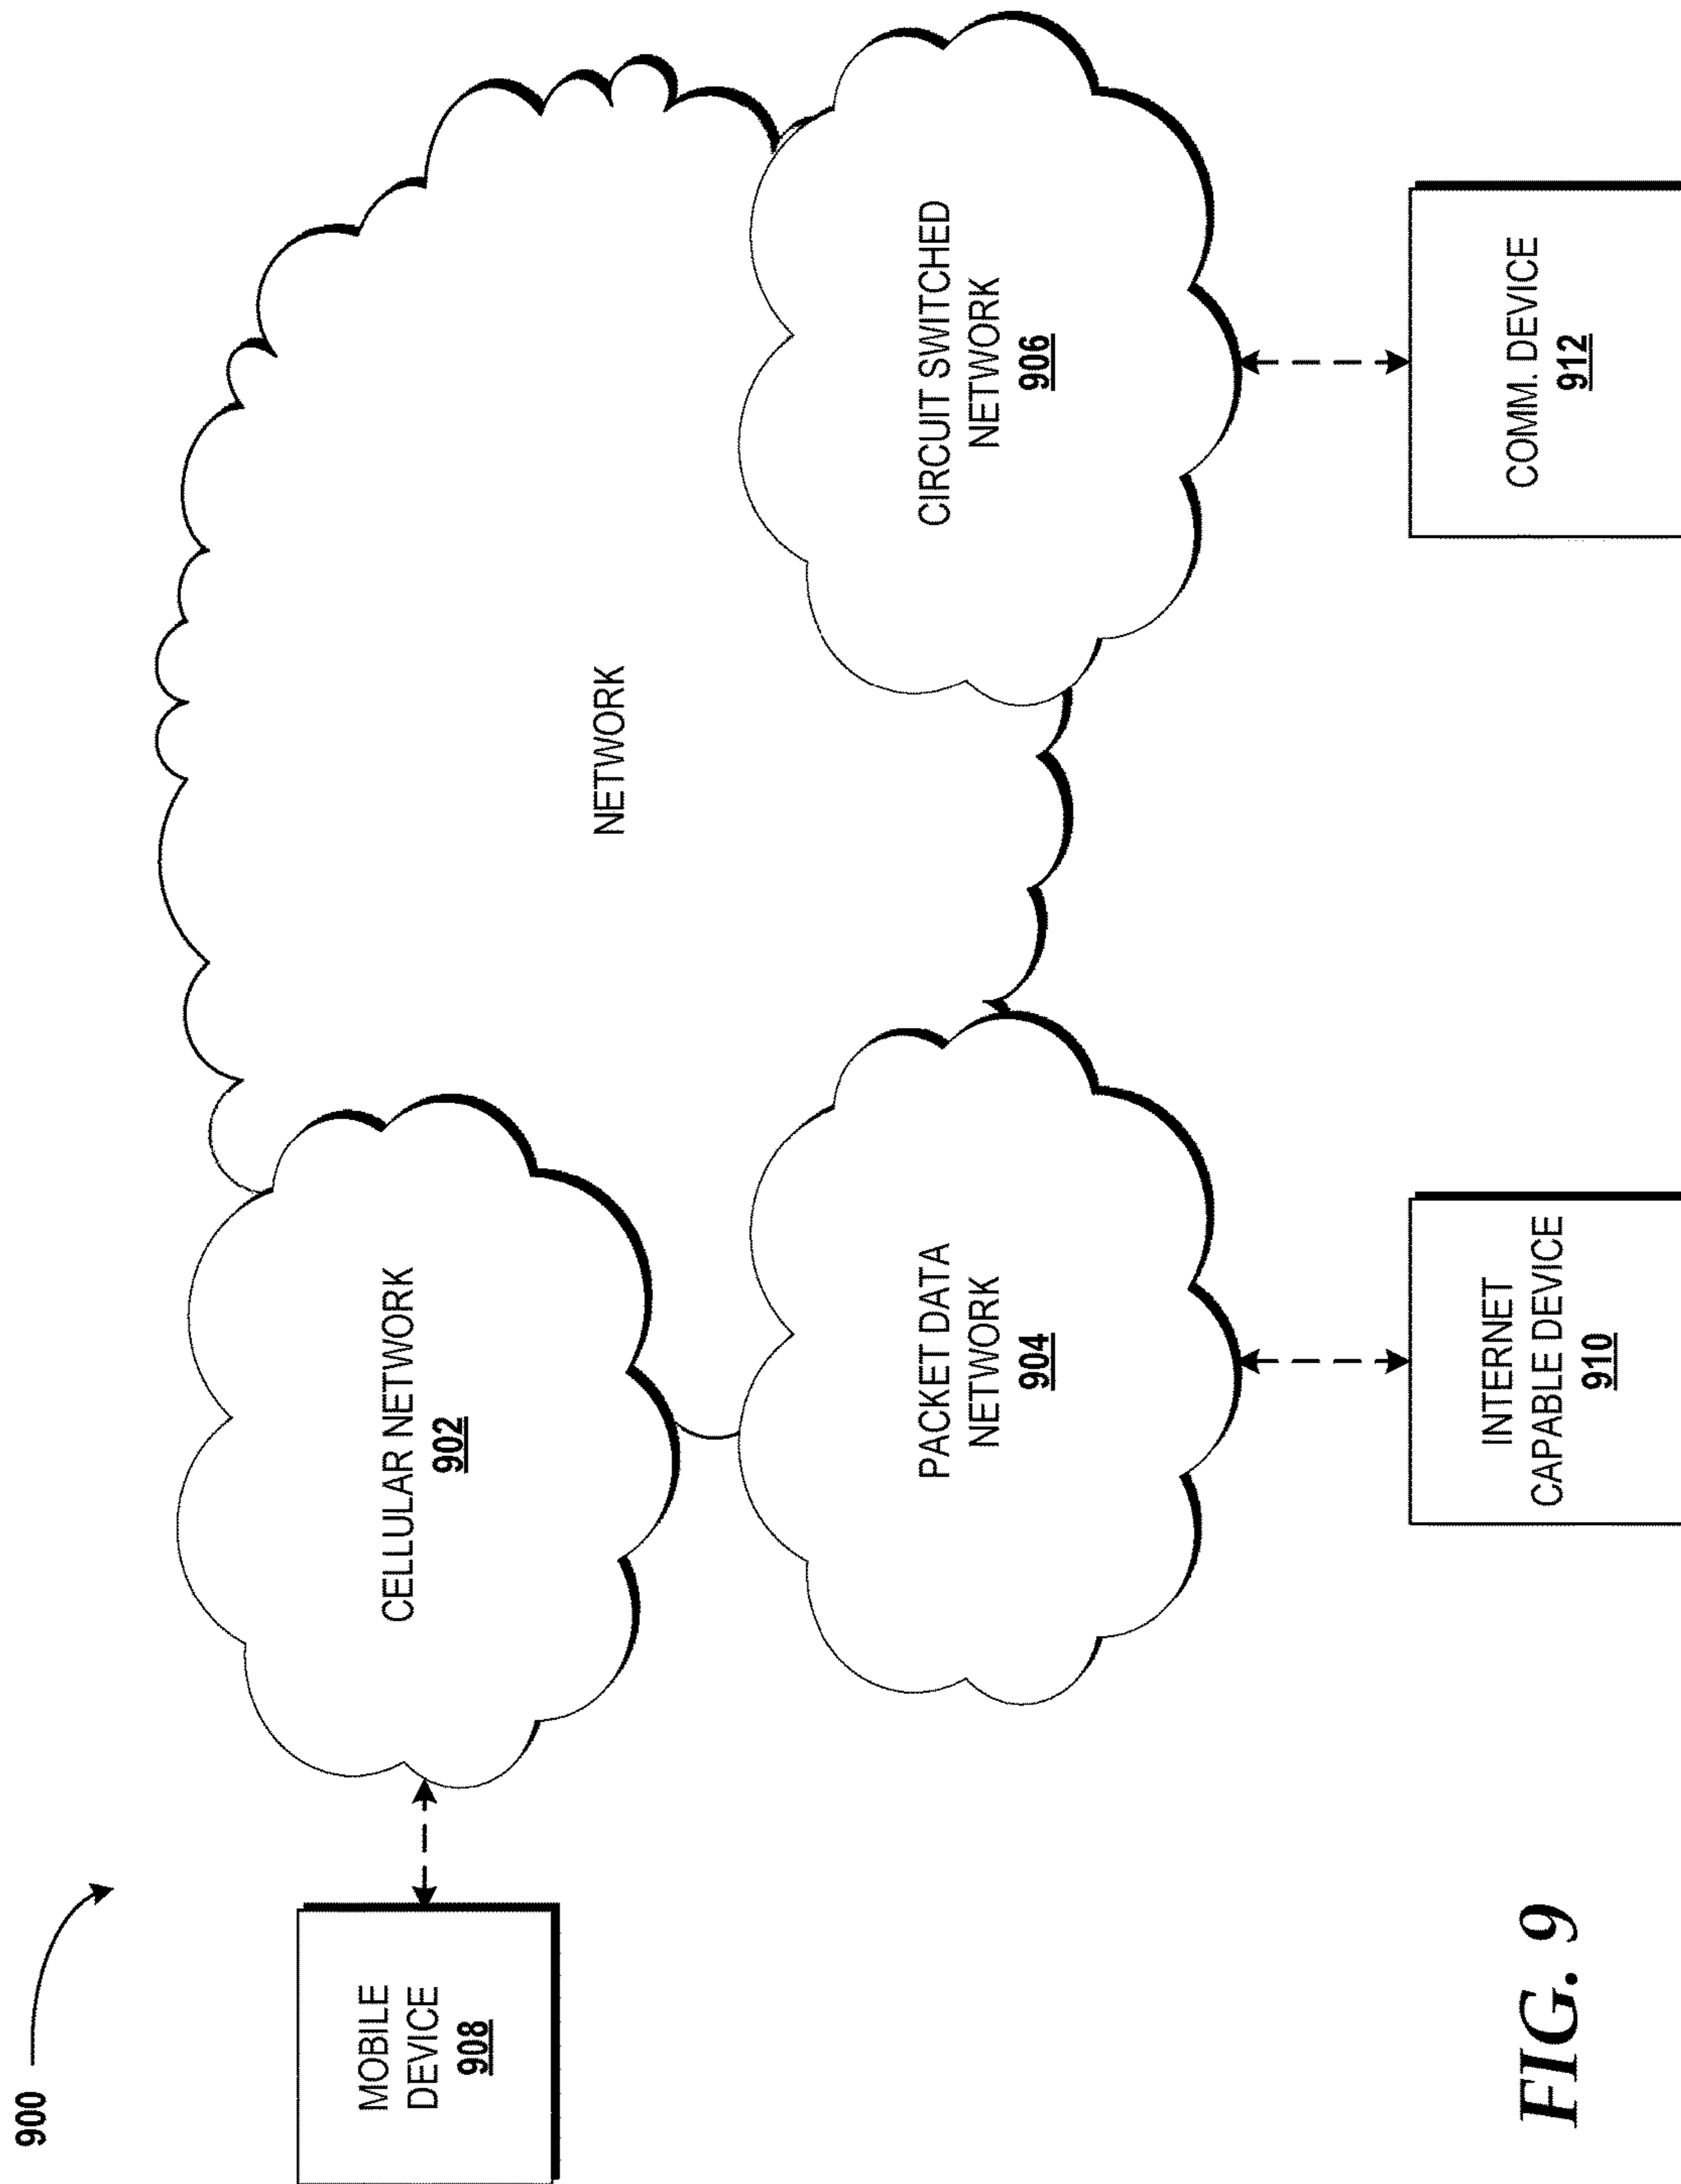 900
MOBILE
DEVICE
908
CELLULAR NETWORK
902
NETWORK
PACKET DATA
NETWORK
904
CIRCUIT SWITCHED
NETWORK
906
INTERNET
CAPABLE DEVICE
910
COMM. DEVICE
912
FIG. 9